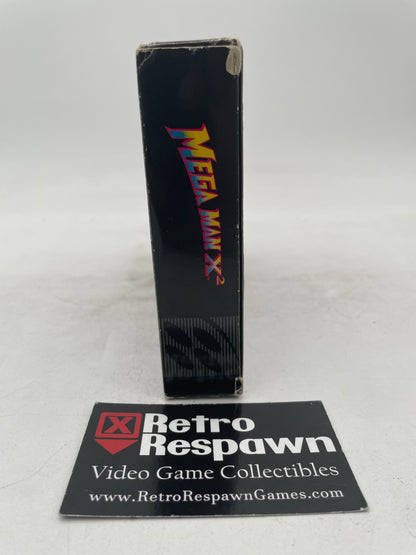 MEGA MAN X2
Retro
Respawn
Video Game Collectibles
www.RetroRespawnGames.com